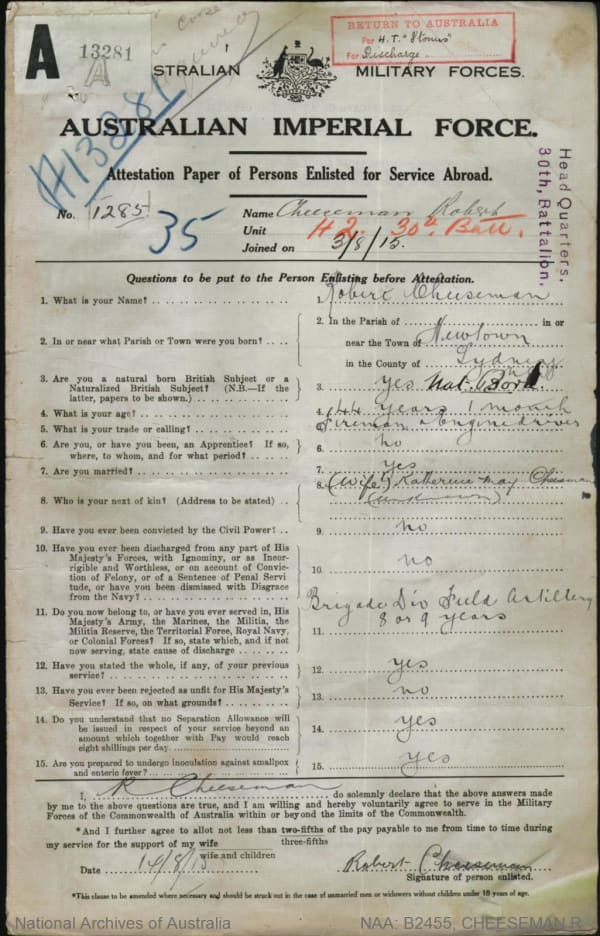 A
13281
A
RETURN TO AUSTRALIA
Per H.T. "Itonus"
For Discharge
STRALIAN MILITARY FORCES.
H13281
AUSTRALIAN IMPERIAL FORCE.
Attestation Paper of Persons Enlisted for Service Abroad.
Head Quarters,
30th, Battalion.
No. 1285
35
Name Cheeseman Robert
Unit H2. 30th Batt.
Joined on 3/8/15.
Questions to be put to the Person Enlisting before Attestation.
1. What is your Name?
1. Robert Cheeseman
2. In or near what Parish or Town were you born?
2. In the Parish of in or
near the Town of Newtown
in the County of Sydney
3. Are you a natural born British Subject or a
Naturalized British Subject? (N.B.—If the
latter, papers to be shown.)
3. yes Nat. Born
4. What is your age?
4. 44 years 1 month
5. What is your trade or calling?
Fireman & Enginedriver
6. Are you, or have you been, an Apprentice? If so,
where, to whom, and for what period?
6. no
7. Are you married?
7. yes
8. Who is your next of kin? (Address to be stated)
8. (Wife) Katherine May Cheeseman
(unknown)
9. Have you ever been convicted by the Civil Power?
9. no
10. Have you ever been discharged from any part of His
Majesty's Forces, with Ignominy, or as Incor-
rigible and Worthless, or on account of Convic-
tion of Felony, or of a Sentence of Penal Servi
tude, or have you been dismissed with Disgrace
from the Navy?
10. no
11. Do you now belong to, or have you ever served in, His
Majesty's Army, the Marines, the Militia, the
Militia Reserve, the Territorial Force, Royal Navy,
or Colonial Forces? If so, state which, and if not
now serving, state cause of discharge
Brigade Div Field Artillery
11. 8 or 9 years
12. Have you stated the whole, if any, of your previous
service?
12. yes
13. Have you ever been rejected as unfit for His Majesty's
Service? If so, on what grounds?
13. no
14. Do you understand that no Separation Allowance will
be issued in respect of your service beyond an
amount which together with Pay would reach
eight shillings per day.
14. yes
15. Are you prepared to undergo inoculation against smallpox
and enteric fever?
15. yes
I, R Cheeseman do solemnly declare that the above answers made
by me to the above questions are true, and I am willing and hereby voluntarily agree to serve in the Military
Forces of the Commonwealth of Australia within or beyond the limits of the Commonwealth.
*And I further agree to allot not less than two-fifths of the pay payable to me from time to time during
three-fifths
my service for the support of my wife
wife and children
Date 14/8/15
Robert Cheeseman
Signature of person enlisted.
*This clause to be amended where necessary and should be struck out in the case of unmarried men or widowers without children under 18 years of age.
National Archives of Australia
NAA: B2455, CHEESEMAN R